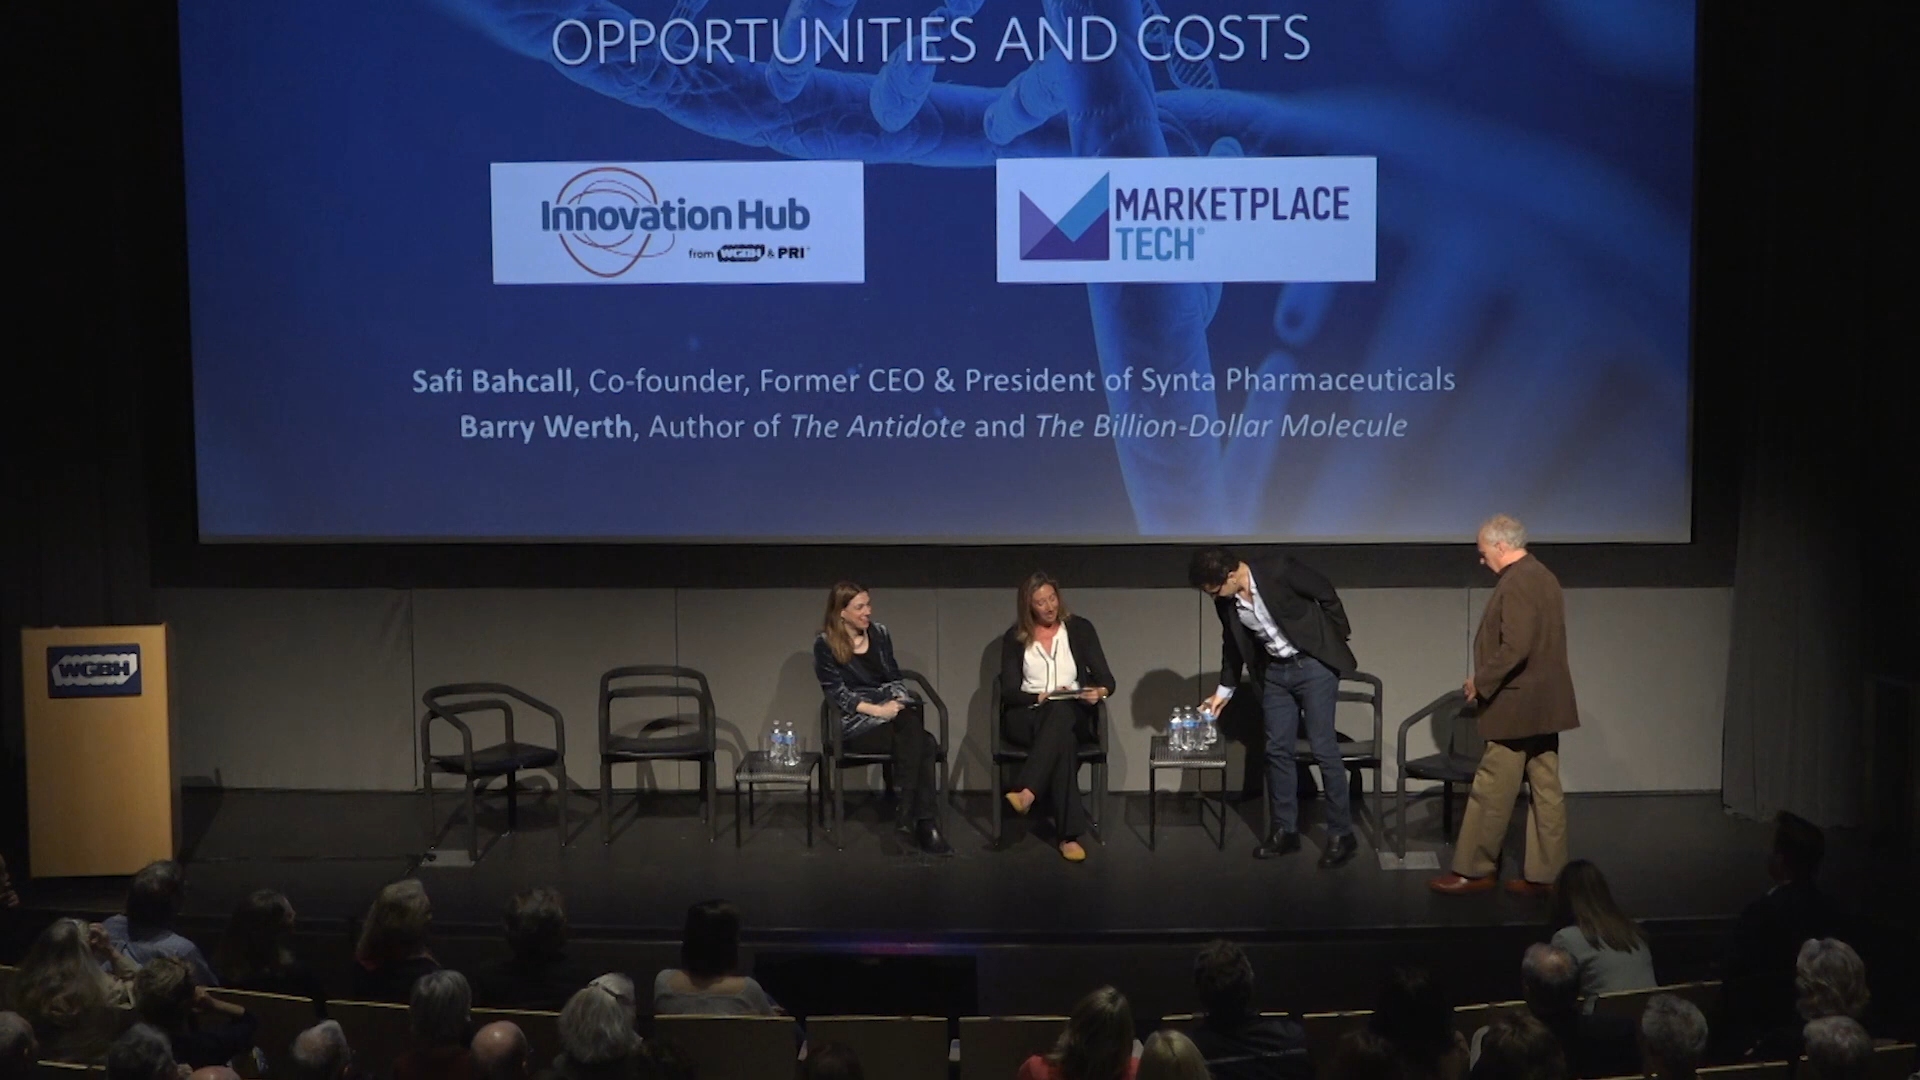 OPPORTUNITIES AND COSTS
Innovation Hub
from WGBH & PRI
MARKETPLACE
TECH®
Safi Bahcall, Co-founder, Former CEO & President of Synta Pharmaceuticals
Barry Werth, Author of The Antidote and The Billion-Dollar Molecule
WGBH